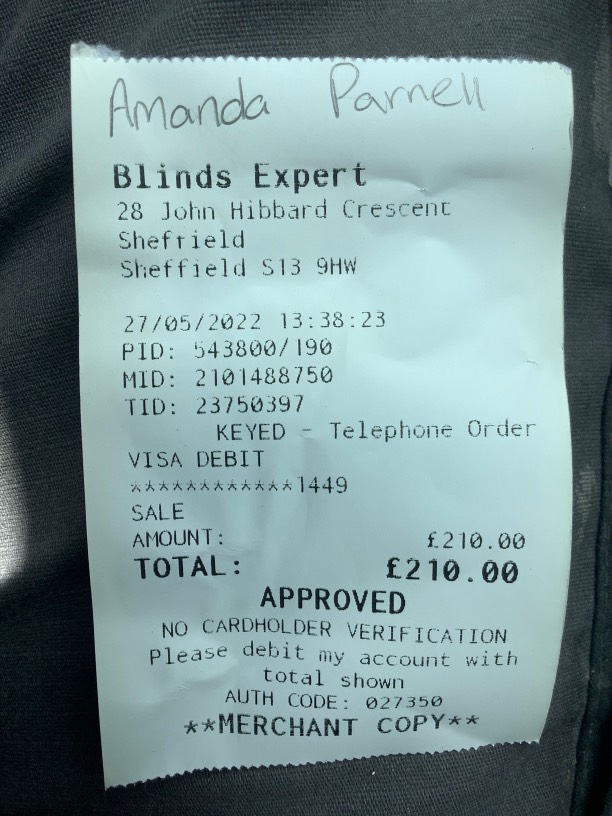 Amanda Parnell
Blinds Expert
28 John Hibbard Crescent
Sheffield
Sheffield S13 9HW
27/05/2022 13:38:23
PID: 543800/190
MID: 2101488750
TID: 23750397
KEYED - Telephone Order
VISA DEBIT
************1449
SALE
AMOUNT: £210.00
TOTAL: £210.00
APPROVED
NO CARDHOLDER VERIFICATION
Please debit my account with
total shown
AUTH CODE: 027350
**MERCHANT COPY**